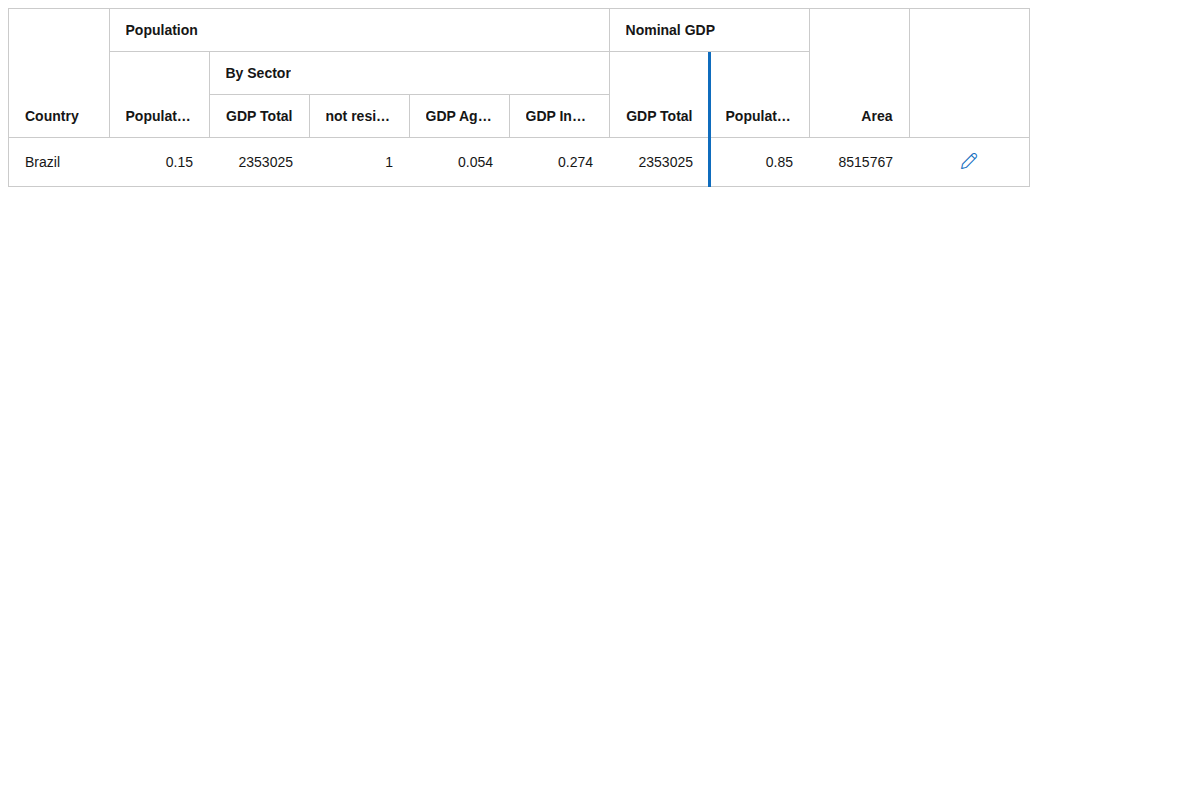 Population Nominal GDP
By Sector
Country Populat… GDP Total not resi… GDP Ag… GDP In… GDP Total Populat… Area
Brazil 0.15 2353025 1 0.054 0.274 2353025 0.85 8515767